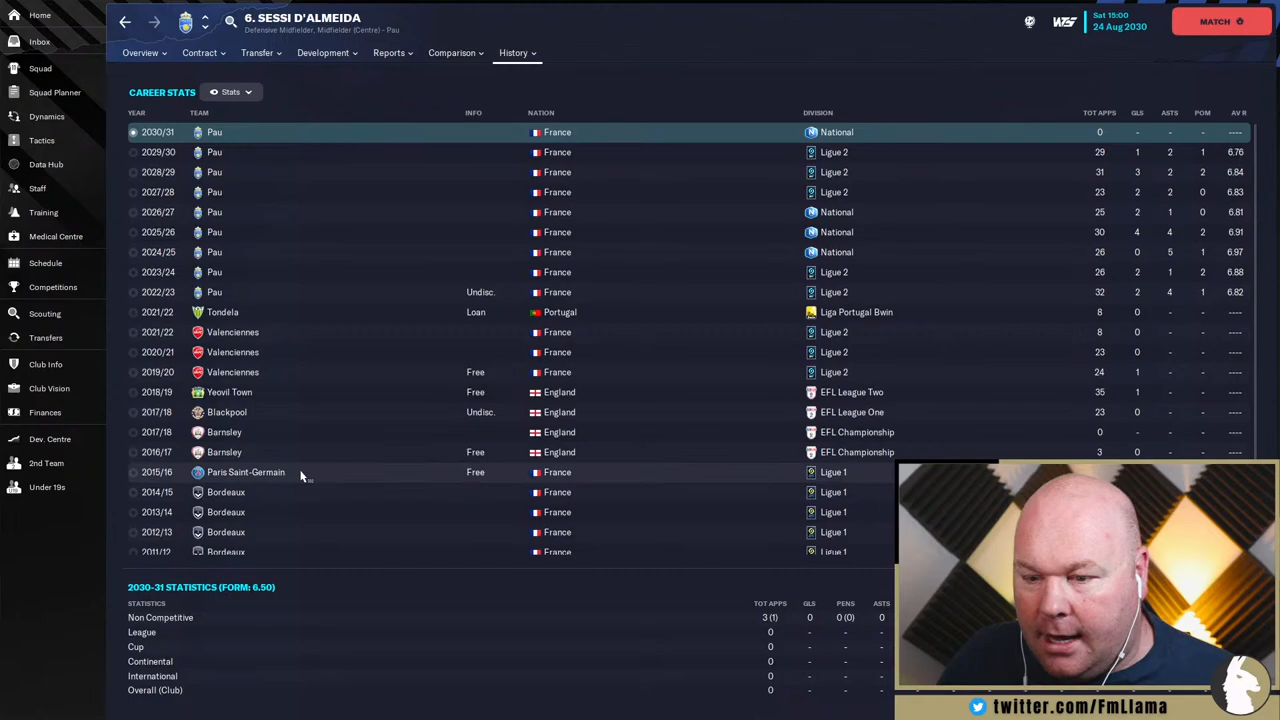 Home
Inbox
Squad
Squad Planner
Dynamics
Tactics
Data Hub
Staff
Training
Medical Centre
Schedule
Competitions
Scouting
Transfers
Club Info
Club Vision
Finances
Dev. Centre
2nd Team
Under 19s
6. SESSI D'ALMEIDA
Defensive Midfielder, Midfielder (Centre) - Pau
Sat 15:00
24 Aug 2030
MATCH
Overview Contract Transfer Development Reports Comparison History
CAREER STATS Stats
YEAR TEAM INFO NATION DIVISION TOT APPS GLS ASTS POM AV R
2030/31 Pau France National 0 - - - ----
2029/30 Pau France Ligue 2 29 1 2 1 6.76
2028/29 Pau France Ligue 2 31 3 2 2 6.84
2027/28 Pau France Ligue 2 23 2 2 0 6.83
2026/27 Pau France National 25 2 1 0 6.81
2025/26 Pau France National 30 4 4 2 6.91
2024/25 Pau France National 26 0 5 1 6.97
2023/24 Pau France Ligue 2 26 2 1 2 6.88
2022/23 Pau Undisc. France Ligue 2 32 2 4 1 6.82
2021/22 Tondela Loan Portugal Liga Portugal Bwin 8 0 - - ----
2021/22 Valenciennes France Ligue 2 8 0 - - ----
2020/21 Valenciennes France Ligue 2 23 0 - - ----
2019/20 Valenciennes Free France Ligue 2 24 1 - - ----
2018/19 Yeovil Town Free England EFL League Two 35 1 - - ----
2017/18 Blackpool Undisc. England EFL League One 23 0 - - ----
2017/18 Barnsley England EFL Championship 0 - - - ----
2016/17 Barnsley Free England EFL Championship 3 0 - - ----
2015/16 Paris Saint-Germain Free France Ligue 1
2014/15 Bordeaux France Ligue 1
2013/14 Bordeaux France Ligue 1
2012/13 Bordeaux France Ligue 1
2011/12 Bordeaux France Ligue 1
2030-31 STATISTICS (FORM: 6.50)
STATISTICS TOT APPS GLS PENS ASTS
Non Competitive 3 (1) 0 0 (0) 0
League 0 - - -
Cup 0 - - -
Continental 0 - - -
International 0 - - -
Overall (Club) 0 - - -
twitter.com/FmLlama